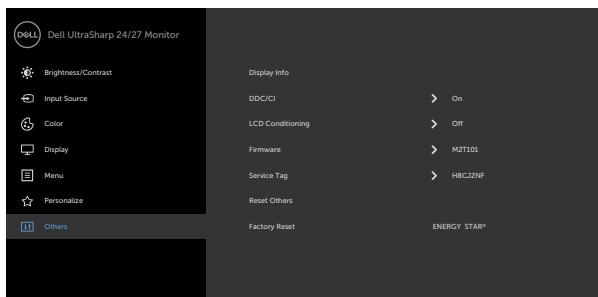 DELL
Dell UltraSharp 24/27 Monitor
Brightness/Contrast
Display Info
Input Source
DDC/CI
On
Color
LCD Conditioning
Off
Display
Firmware
M2T101
Menu
Service Tag
H8CJ2NF
Personalize
Reset Others
Others
Factory Reset
ENERGY STAR®